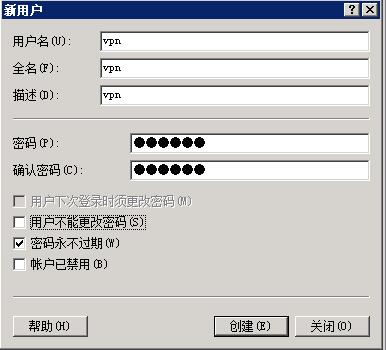 新用户
用户名(U): vpn
全名(F): vpn
描述(D): vpn
密码(P): ●●●●●●
确认密码(C): ●●●●●●
用户下次登录时须更改密码(M)
用户不能更改密码(S)
密码永不过期(W)
帐户已禁用(B)
帮助(H) 创建(E) 关闭(O)